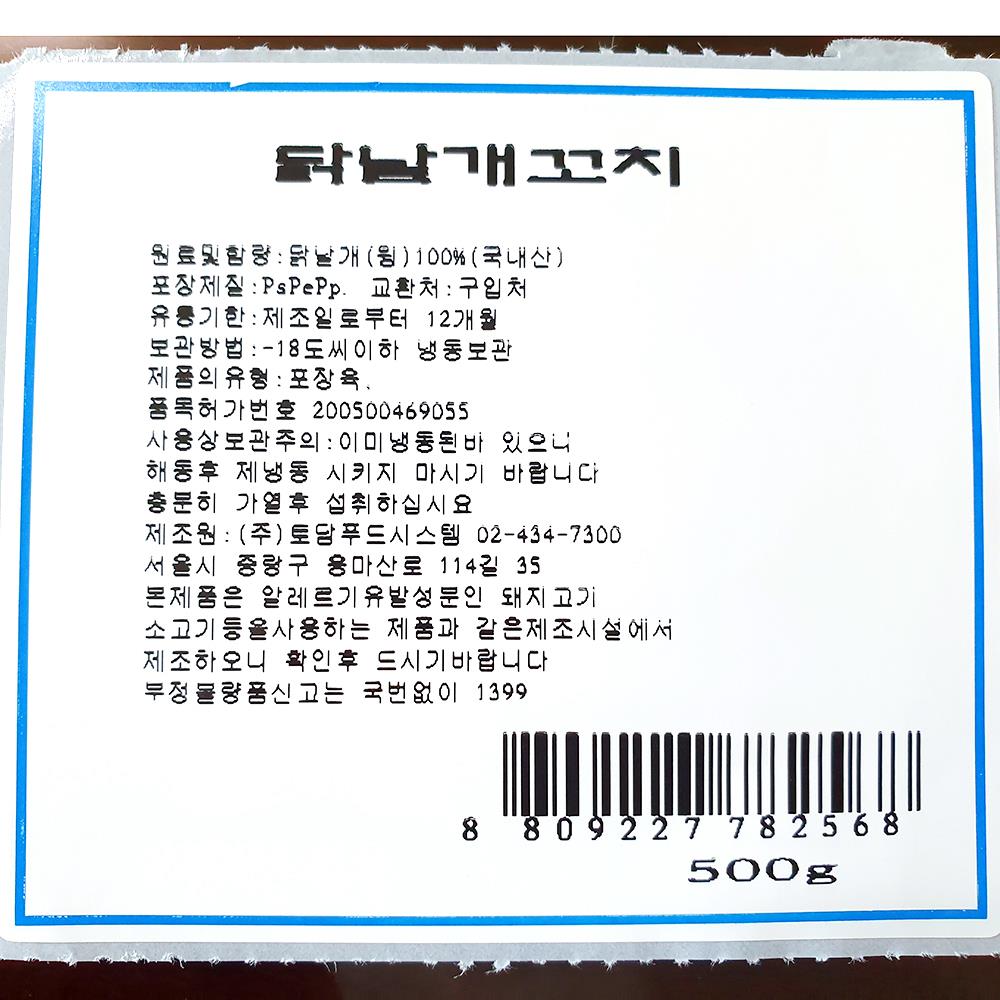 닭날개꼬치
원료및함량:닭날개(윙)100%(국내산)
포장제질:PsPePp. 교환처:구입처
유통기한:제조일로부터 12개월
보관방법:-18도씨이하 냉동보관
제품의유형:포장육.
품목허가번호 200500469055
사용상보관주의:이미냉동된바 있으니
해동후 제냉동 시키지 마시기 바랍니다
충분히 가열후 섭취하십시요
제조원:(주)토담푸드시스템 02-434-7300
서울시 중랑구 용마산로 114길 35
본제품은 알레르기유발성분인 돼지고기
소고기등을사용하는 제품과 같은제조시설에서
제조하오니 확인후 드시기바랍니다
부정불량품신고는 국번없이 1399
8 809227 782568
500g